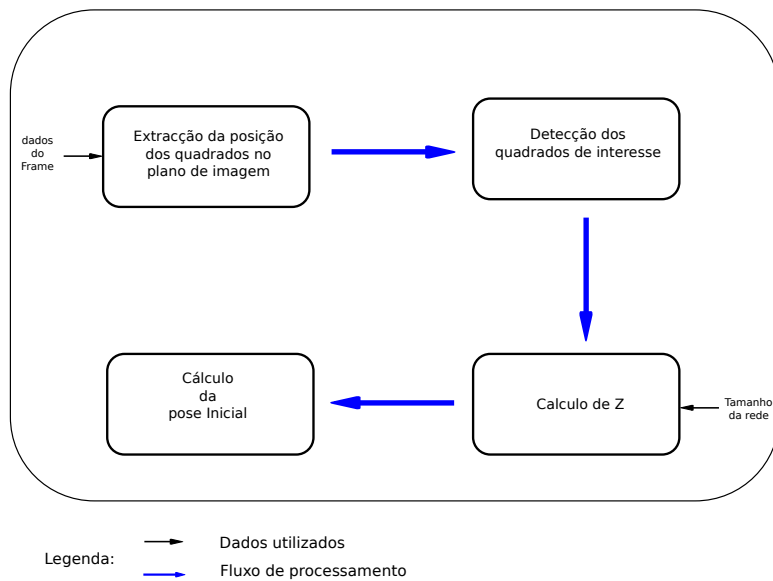 dados
do
Frame
Extracção da posição
dos quadrados no
plano de imagem
Detecção dos
quadrados de interesse
Cálculo
da
pose Inicial
Calculo de Z
Tamanho
da rede
Legenda:
Dados utilizados
Fluxo de processamento